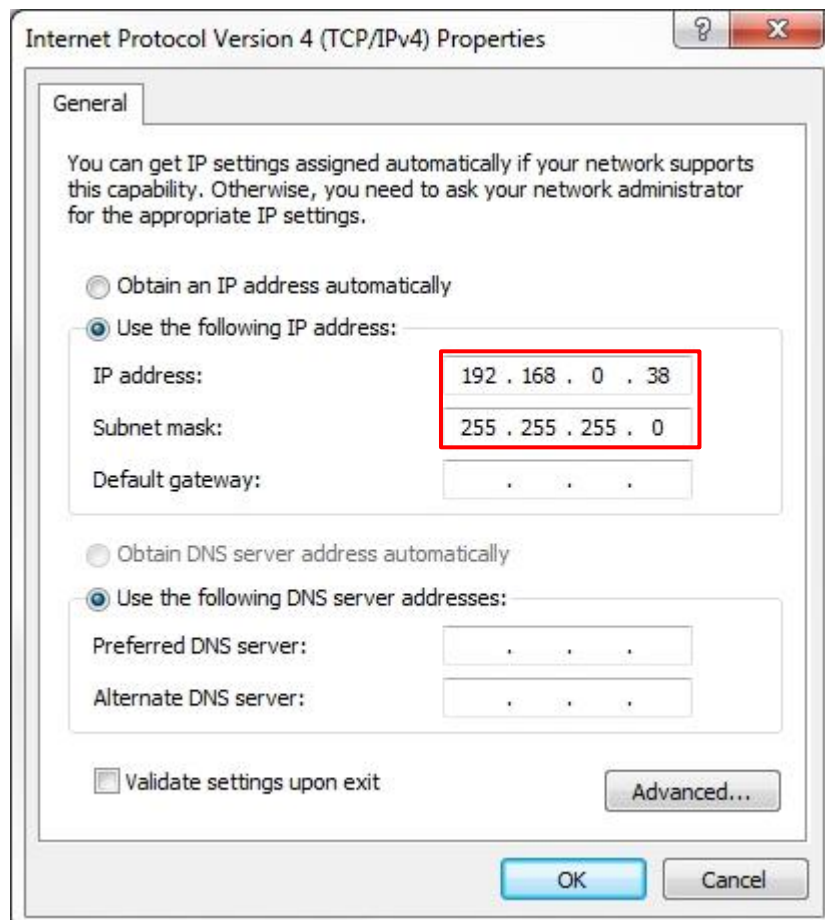 Internet Protocol Version 4 (TCP/IPv4) Properties
General
You can get IP settings assigned automatically if your network supports
this capability. Otherwise, you need to ask your network administrator
for the appropriate IP settings.
Obtain an IP address automatically
Use the following IP address:
IP address: 192 . 168 . 0 . 38
Subnet mask: 255 . 255 . 255 . 0
Default gateway: . . .
Obtain DNS server address automatically
Use the following DNS server addresses:
Preferred DNS server: . . .
Alternate DNS server: . . .
Validate settings upon exit
Advanced...
OK Cancel